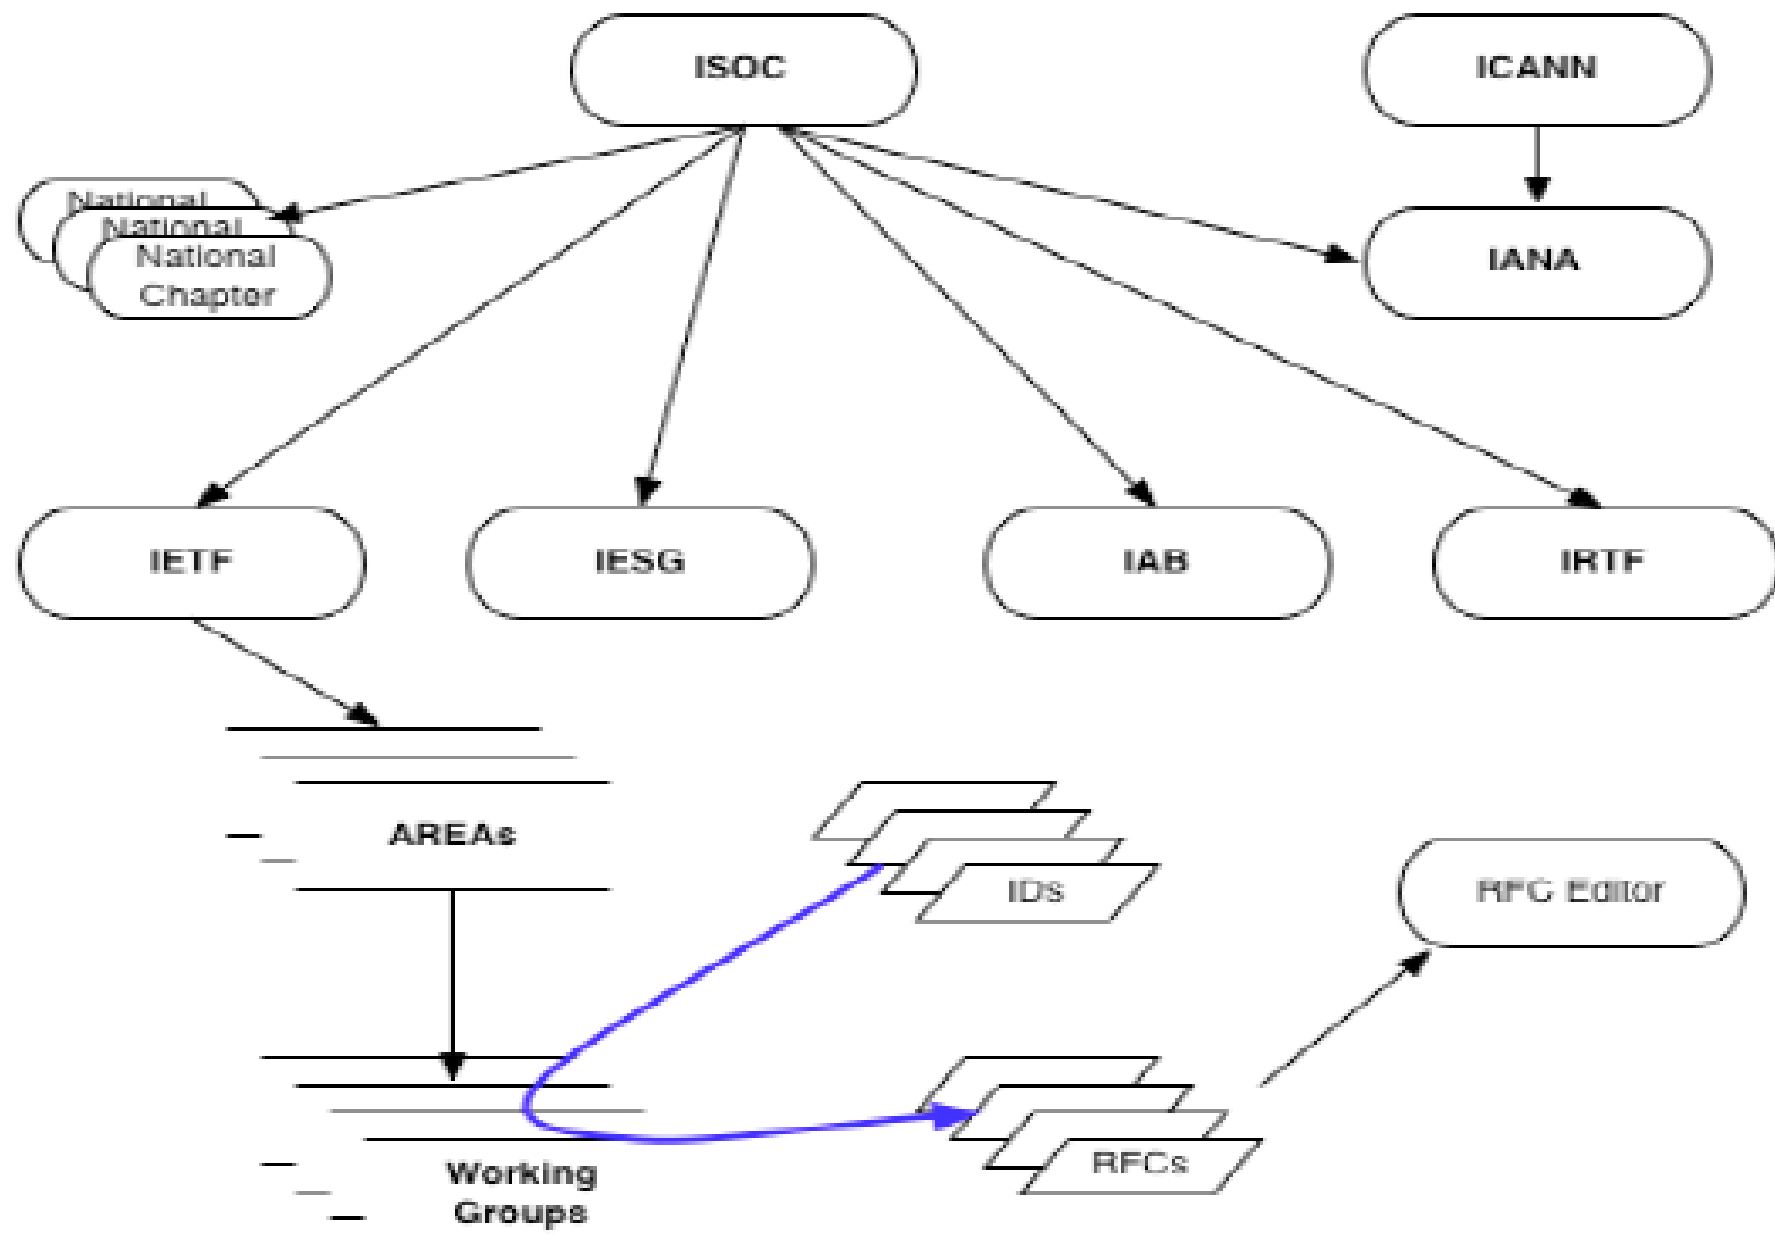 ISOC
ICANN
National
National
National
Chapter
IANA
IETF
IESG
IAB
IRTF
AREAs
IDs
RFC Editor
RFCs
Working
Groups